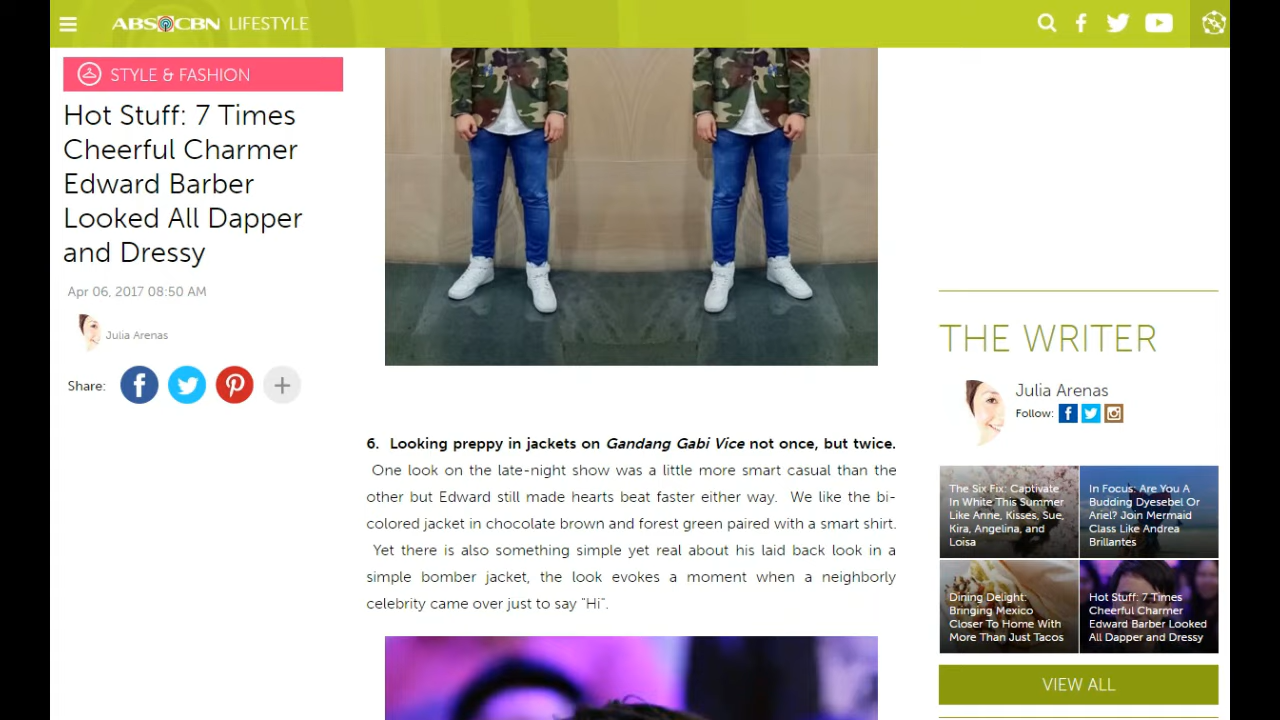 ABS CBN LIFESTYLE
STYLE & FASHION
Hot Stuff: 7 Times
Cheerful Charmer
Edward Barber
Looked All Dapper
and Dressy
Apr 06, 2017 08:50 AM
Julia Arenas
Share:
6. Looking preppy in jackets on Gandang Gabi Vice not once, but twice.
One look on the late-night show was a little more smart casual than the
other but Edward still made hearts beat faster either way. We like the bi-
colored jacket in chocolate brown and forest green paired with a smart shirt.
Yet there is also something simple yet real about his laid back look in a
simple bomber jacket, the look evokes a moment when a neighborly
celebrity came over just to say "Hi".
THE WRITER
Julia Arenas
Follow:
The Six Fix: Captivate
In White This Summer
Like Anne, Kisses, Sue,
Kira, Angelina, and
Loisa
In Focus: Are You A
Budding Dyesebel Or
Ariel? Join Mermaid
Class Like Andrea
Brillantes
Dining Delight:
Bringing Mexico
Closer To Home With
More Than Just Tacos
Hot Stuff: 7 Times
Cheerful Charmer
Edward Barber Looked
All Dapper and Dressy
VIEW ALL